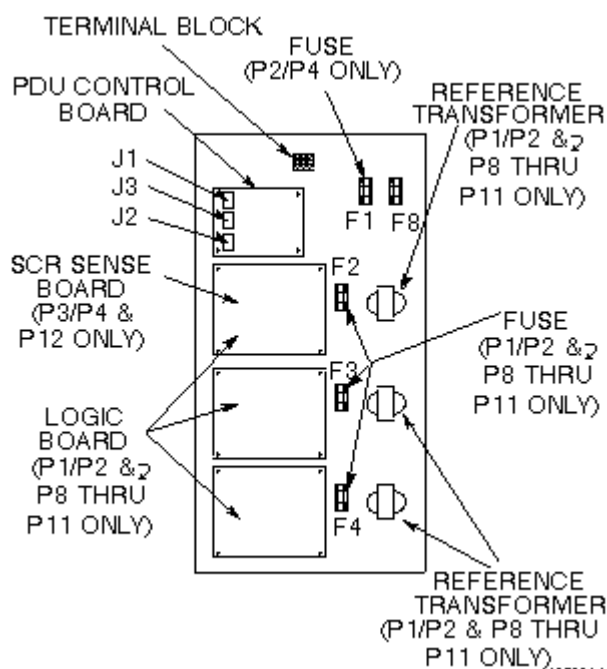 TERMINAL BLOCK
FUSE
(P2/P4 ONLY)
PDU CONTROL
BOARD
REFERENCE
TRANSFORMER
(P1/P2 &
P8 THRU
P11 ONLY)
J1
J3
J2
F1
F8
SCR SENSE
BOARD
(P3/P4 &
P12 ONLY)
F2
FUSE
(P1/P2 &
P8 THRU
P11 ONLY)
F3
LOGIC
BOARD
(P1/P2 &
P8 THRU
P11 ONLY)
F4
REFERENCE
TRANSFORMER
(P1/P2 & P8 THRU
P11 ONLY)